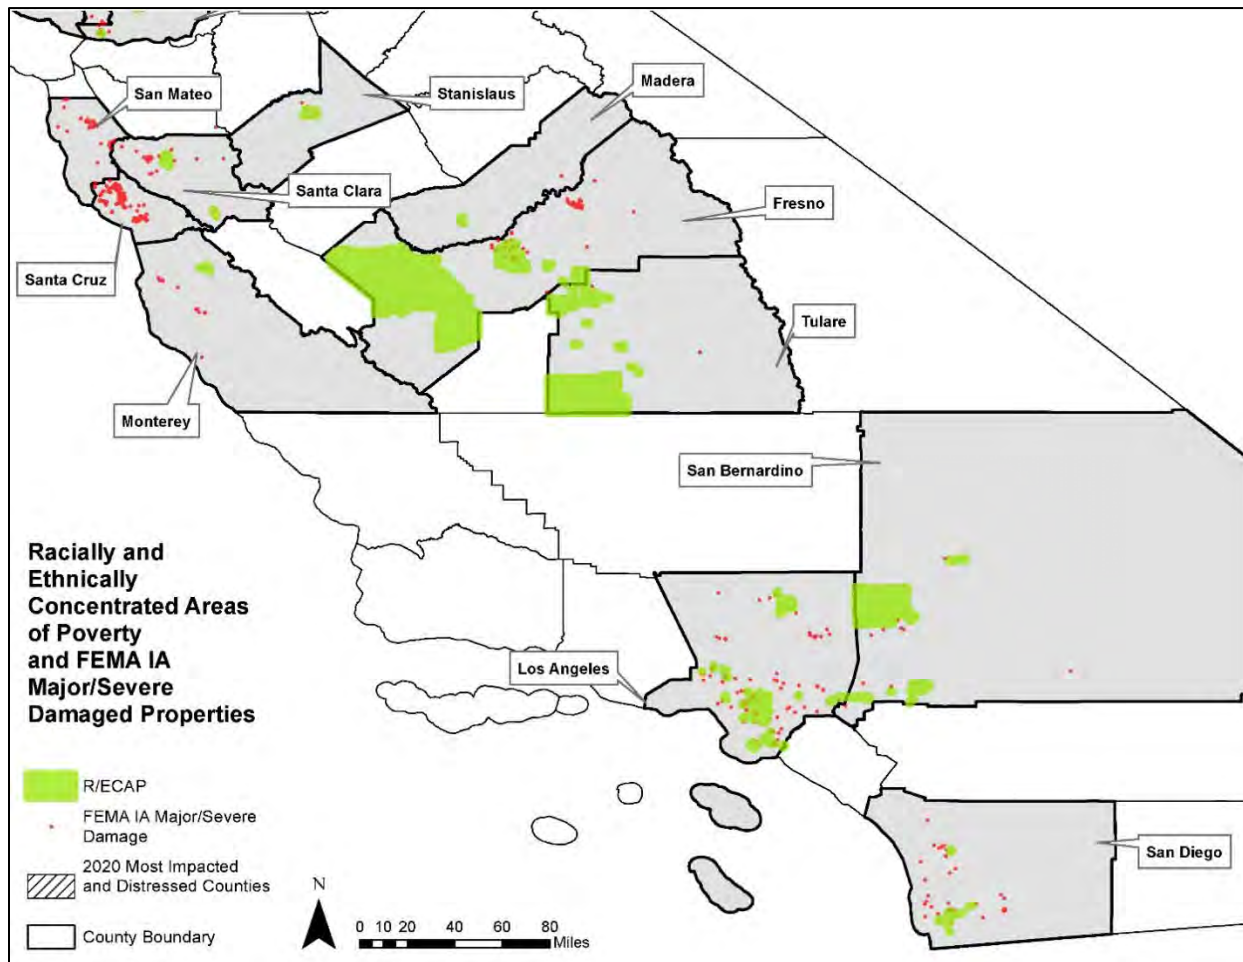 San Mateo
Stanislaus
Madera
Santa Clara
Fresno
Santa Cruz
Tulare
Monterey
San Bernardino
Racially and
Ethnically
Concentrated Areas
of Poverty
and FEMA IA
Major/Severe
Damaged Properties
Los Angeles
R/ECAP
FEMA IA Major/Severe
Damage
2020 Most Impacted
and Distressed Counties
County Boundary
N
0 10 20 40 60 80
Miles
San Diego